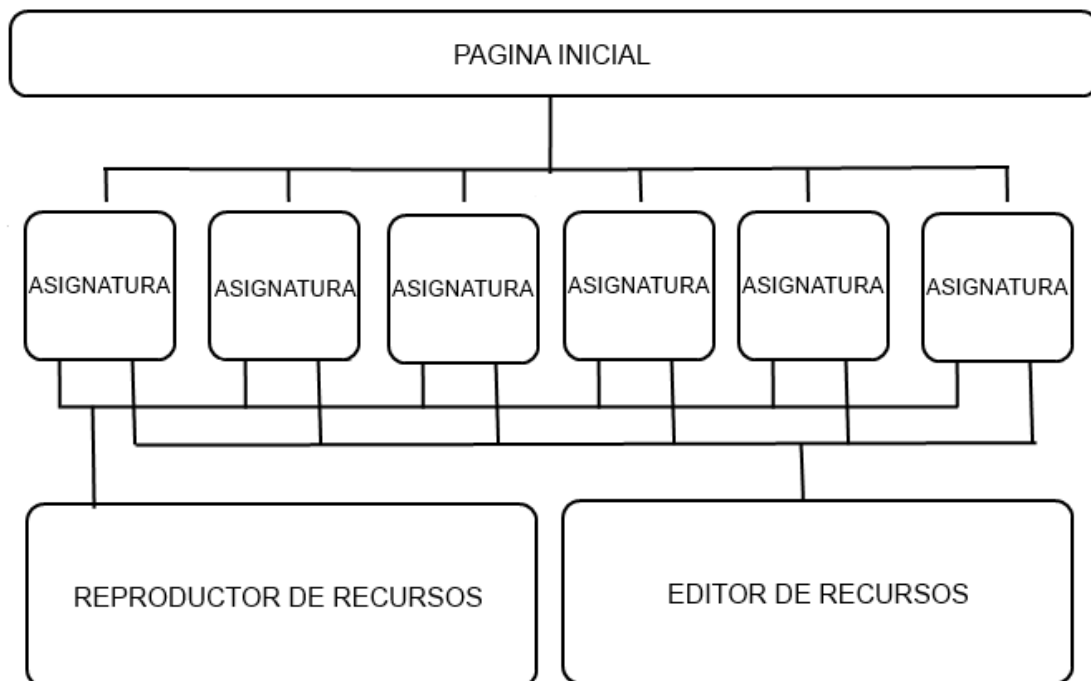 PAGINA INICIAL
ASIGNATURA
ASIGNATURA
ASIGNATURA
ASIGNATURA
ASIGNATURA
ASIGNATURA
REPRODUCTOR DE RECURSOS
EDITOR DE RECURSOS